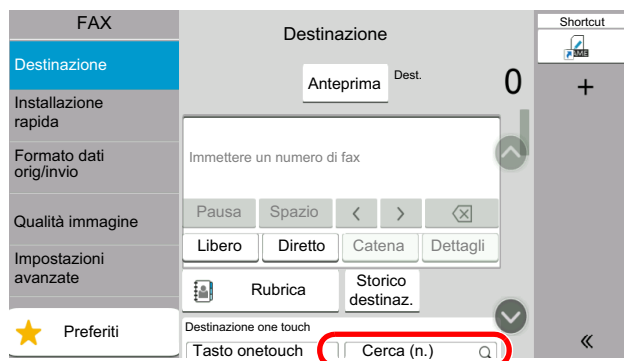 FAX
Destinazione
Installazione
rapida
Formato dati
orig/invio
Qualità immagine
Impostazioni
avanzate
Preferiti
Destinazione
Anteprima
Dest.
0
Immettere un numero di fax
Pausa Spazio < >
Libero Diretto Catena Dettagli
Rubrica
Storico
destinaz.
Destinazione one touch
Tasto onetouch
Cerca (n.)
Shortcut
+
«